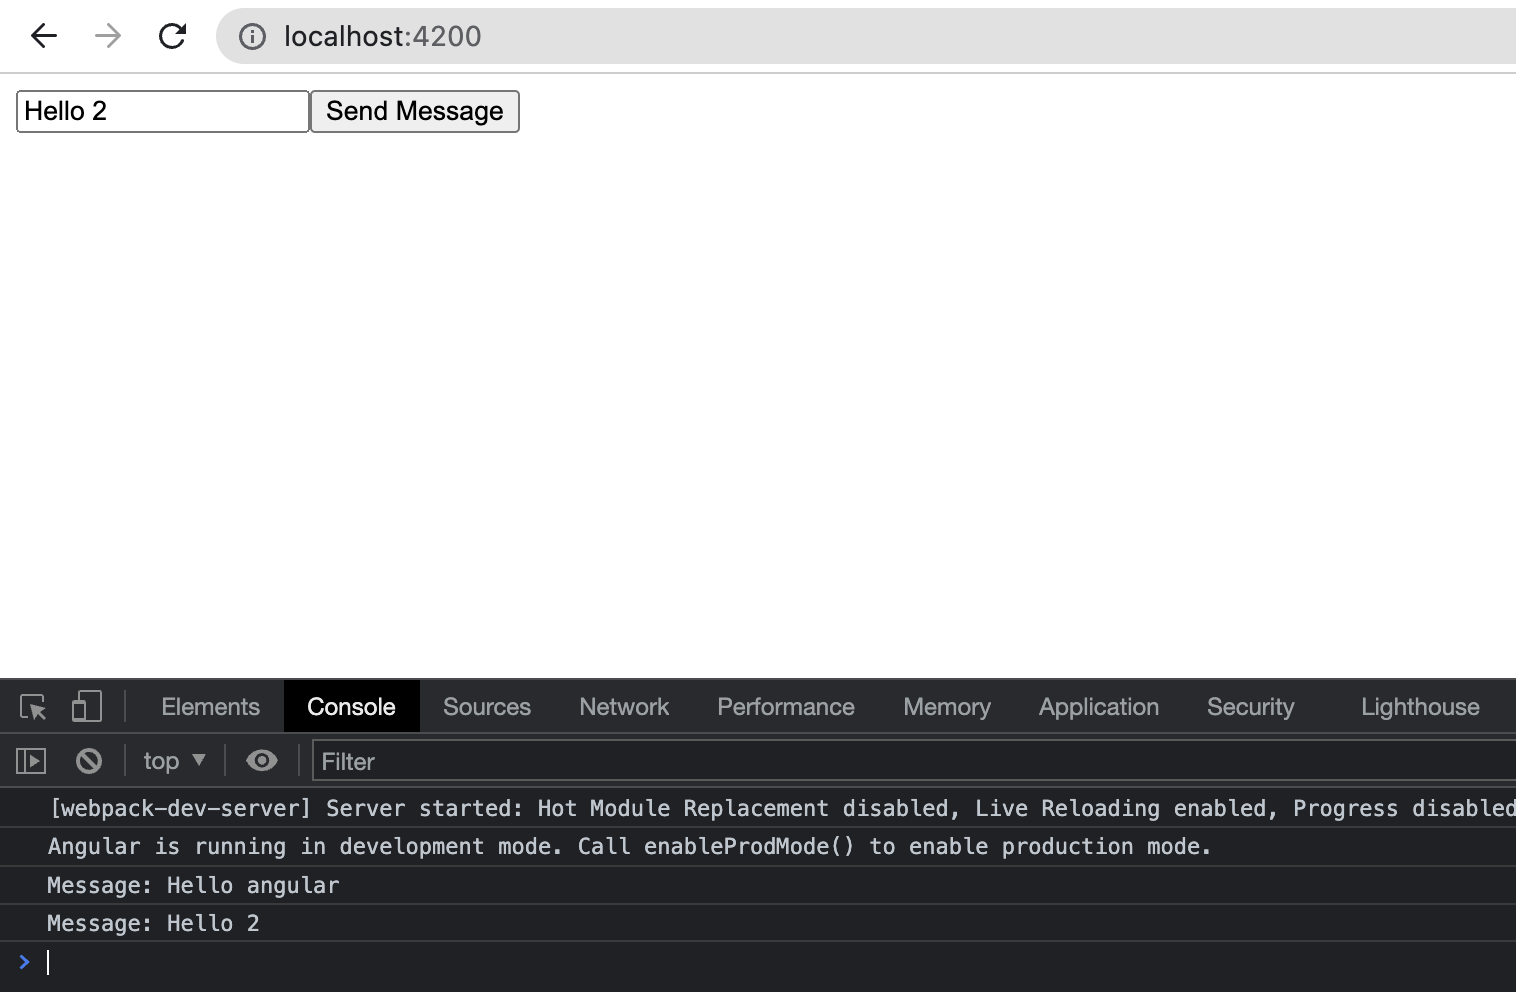 localhost:4200
Hello 2 Send Message
Elements Console Sources Network Performance Memory Application Security Lighthouse
top Filter
[webpack-dev-server] Server started: Hot Module Replacement disabled, Live Reloading enabled, Progress disabled
Angular is running in development mode. Call enableProdMode() to enable production mode.
Message: Hello angular
Message: Hello 2
>